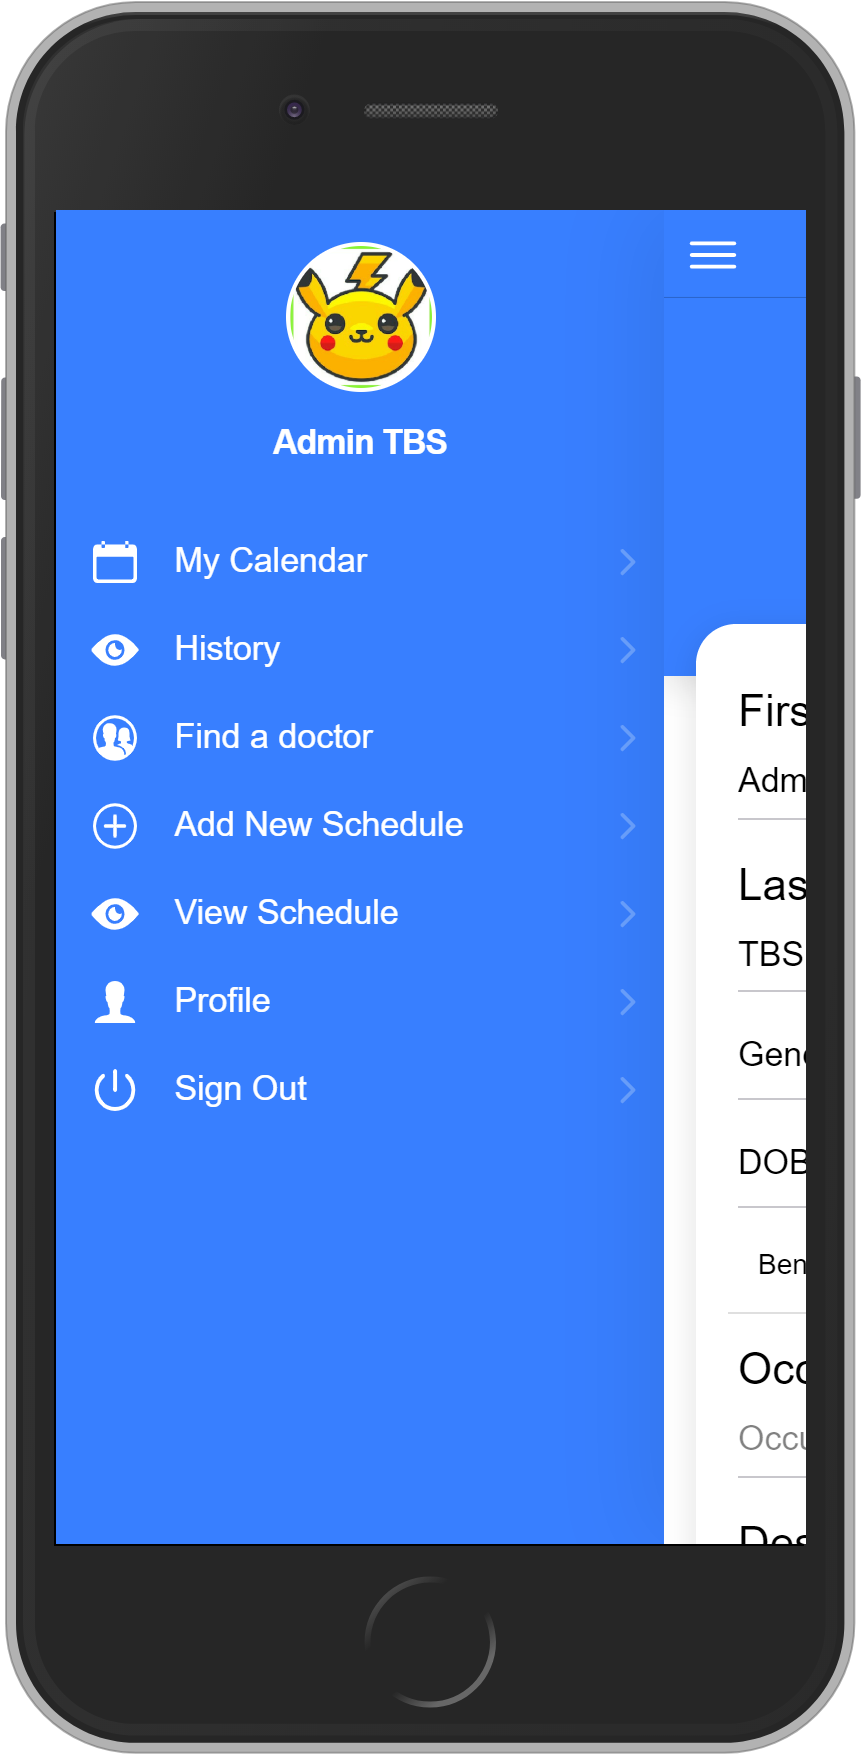 Admin TBS
My Calendar
History
Find a doctor
Add New Schedule
View Schedule
Profile
Sign Out
Firs
Adm
Las
TBS
Gen
DOB
Ben
Occ
Occu
Des